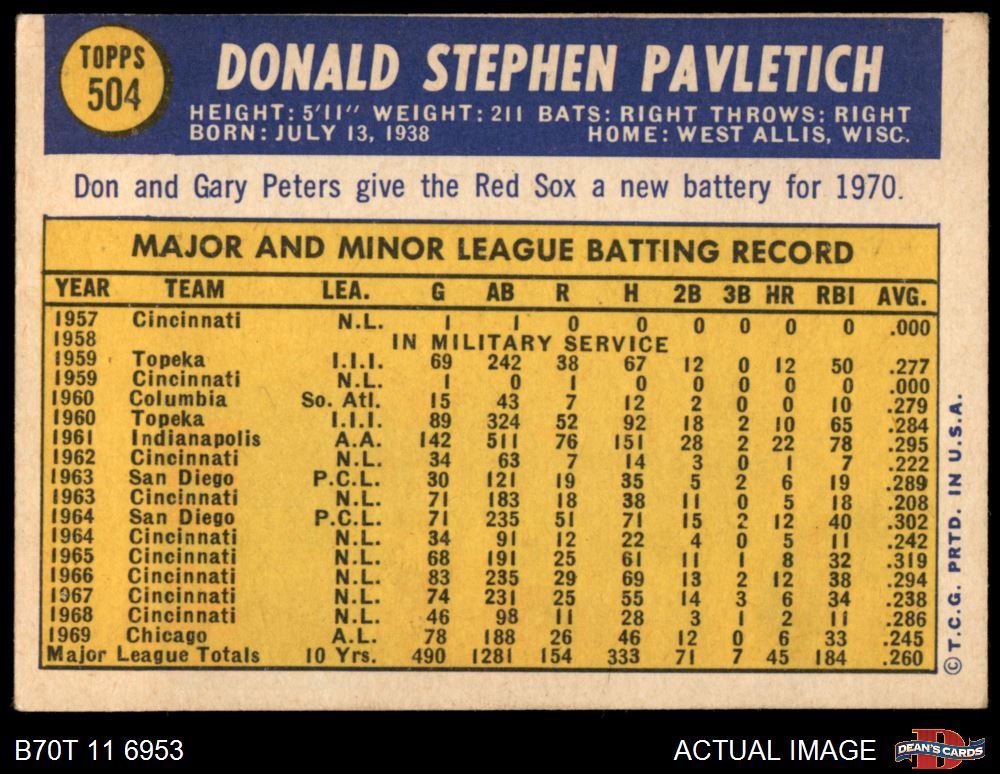 TOPPS
504
DONALD STEPHEN PAVLETICH
HEIGHT: 5'11" WEIGHT: 211 BATS: RIGHT THROWS: RIGHT
BORN: JULY 13, 1938 HOME: WEST ALLIS, WISC.
Don and Gary Peters give the Red Sox a new battery for 1970.
MAJOR AND MINOR LEAGUE BATTING RECORD
YEAR TEAM LEA. G AB R H 2B 3B HR RBI AVG.
1957 Cincinnati N.L. 1 1 0 0 0 0 0 0 .000
1958 IN MILITARY SERVICE
1959 Topeka I.I.I. 69 242 38 67 12 0 12 50 .277
1959 Cincinnati N.L. 1 0 1 0 0 0 0 0 .000
1960 Columbia So. Atl. 15 43 7 12 2 0 0 10 .279
1960 Topeka I.I.I. 89 324 52 92 18 2 10 65 .284
1961 Indianapolis A.A. 142 511 76 151 28 2 22 78 .295
1962 Cincinnati N.L. 34 63 7 14 3 0 1 7 .222
1963 San Diego P.C.L. 30 121 19 35 5 2 6 19 .289
1963 Cincinnati N.L. 71 183 18 38 11 0 5 18 .208
1964 San Diego P.C.L. 71 235 51 71 15 2 12 40 .302
1964 Cincinnati N.L. 34 91 12 22 4 0 5 11 .242
1965 Cincinnati N.L. 68 191 25 61 11 1 8 32 .319
1966 Cincinnati N.L. 83 235 29 69 13 2 12 38 .294
1967 Cincinnati N.L. 74 231 25 55 14 3 6 34 .238
1968 Cincinnati N.L. 46 98 11 28 3 1 2 11 .286
1969 Chicago A.L. 78 188 26 46 12 0 6 33 .245
Major League Totals 10 Yrs. 490 1281 154 333 71 7 45 184 .260
© T.C.G. PRTD. IN U.S.A.
B70T 11 6953
ACTUAL IMAGE
DEAN'S CARDS